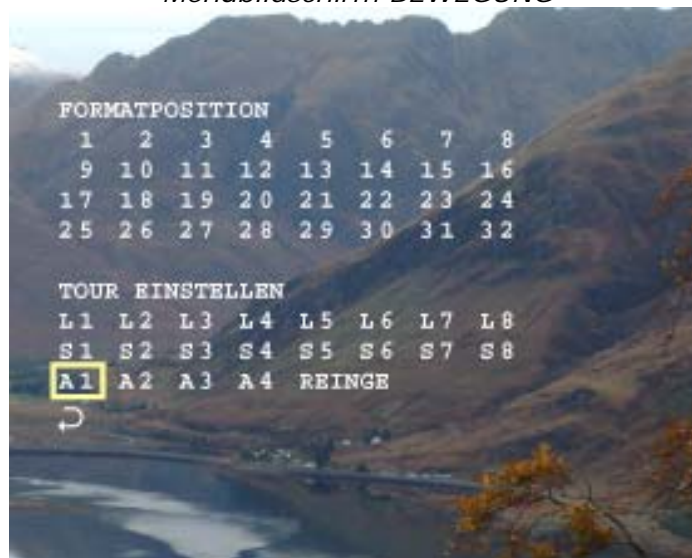 Menübildschirm BEWEGUNG
FORMATPOSITION
1 2 3 4 5 6 7 8
9 10 11 12 13 14 15 16
17 18 19 20 21 22 23 24
25 26 27 28 29 30 31 32
TOUR EINSTELLEN
L1 L2 L3 L4 L5 L6 L7 L8
S1 S2 S3 S4 S5 S6 S7 S8
A1 A2 A3 A4 REINGE